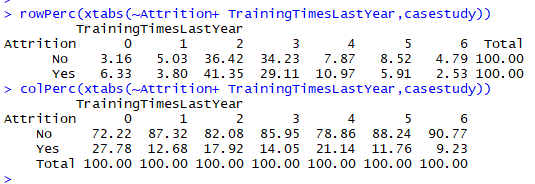 > rowPerc(xtabs(~Attrition+ TrainingTimesLastYear,casestudy))
TrainingTimesLastYear
Attrition 0 1 2 3 4 5 6 Total
No 3.16 5.03 36.42 34.23 7.87 8.52 4.79 100.00
Yes 6.33 3.80 41.35 29.11 10.97 5.91 2.53 100.00
> colPerc(xtabs(~Attrition+ TrainingTimesLastYear,casestudy))
TrainingTimesLastYear
Attrition 0 1 2 3 4 5 6
No 72.22 87.32 82.08 85.95 78.86 88.24 90.77
Yes 27.78 12.68 17.92 14.05 21.14 11.76 9.23
Total 100.00 100.00 100.00 100.00 100.00 100.00 100.00
>